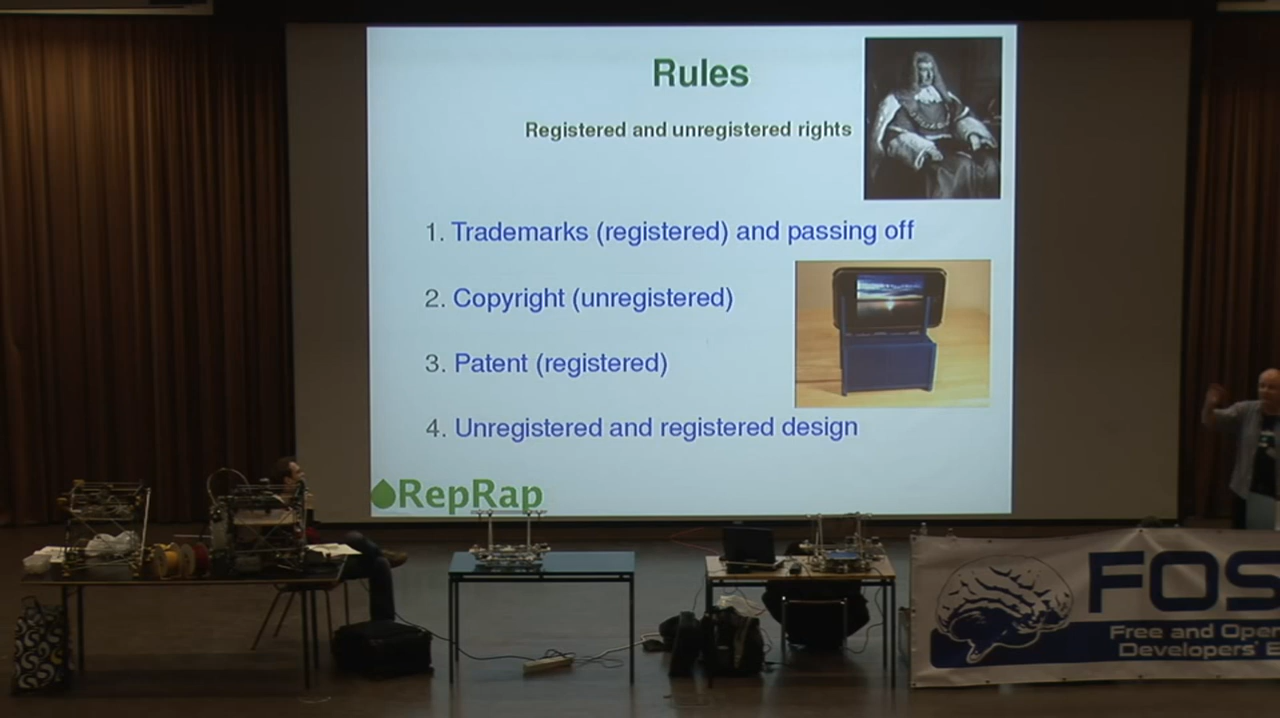 Rules
Registered and unregistered rights
1. Trademarks (registered) and passing off
2. Copyright (unregistered)
3. Patent (registered)
4. Unregistered and registered design
RepRap
FOS
Free and Open
Developers' E